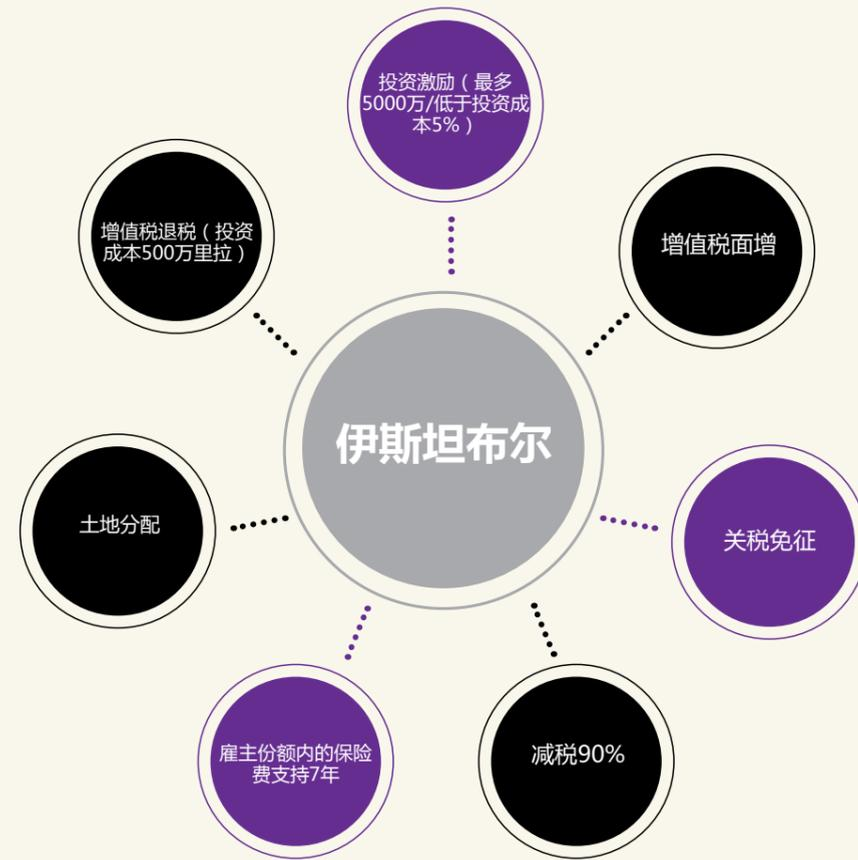 投资激励（最多
5000万/低于投资成
本5%）
增值税退税（投资
成本500万里拉）
增值税面增
伊斯坦布尔
土地分配
关税免征
雇主份额内的保险
费支持7年
减税90%